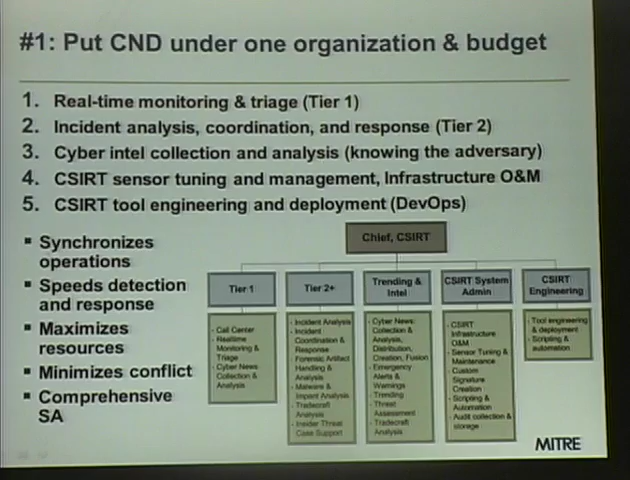 #1: Put CND under one organization & budget
1. Real-time monitoring & triage (Tier 1)
2. Incident analysis, coordination, and response (Tier 2)
3. Cyber intel collection and analysis (knowing the adversary)
4. CSIRT sensor tuning and management, Infrastructure O&M
5. CSIRT tool engineering and deployment (DevOps)
▪ Synchronizes
operations
▪ Speeds detection
and response
▪ Maximizes
resources
▪ Minimizes conflict
▪ Comprehensive
SA
Chief, CSIRT
Tier 1
- Call Center
- Realtime
Monitoring &
Triage
- Cyber News
Collection &
Analysis
Tier 2+
- Incident Analysis
- Incident
Coordination &
Response
- Forensic Artifact
Handling &
Analysis
- Malware &
Implant Analysis
- Tradecraft
Analysis
- Insider Threat
Case Support
Trending &
Intel
- Cyber News:
Collection &
Analysis,
Distribution,
Creation, Fusion
- Emergency
Alerts &
Warnings
- Trending
- Threat
Assessment
- Tradecraft
Analysis
CSIRT System
Admin
- CSIRT
Infrastructure
O&M
- Sensor Tuning &
Maintenance
- Custom
Signature
Creation
- Scripting &
Automation
- Audit collection &
storage
CSIRT
Engineering
- Tool engineering
& deployment
- Scripting &
automation
MITRE